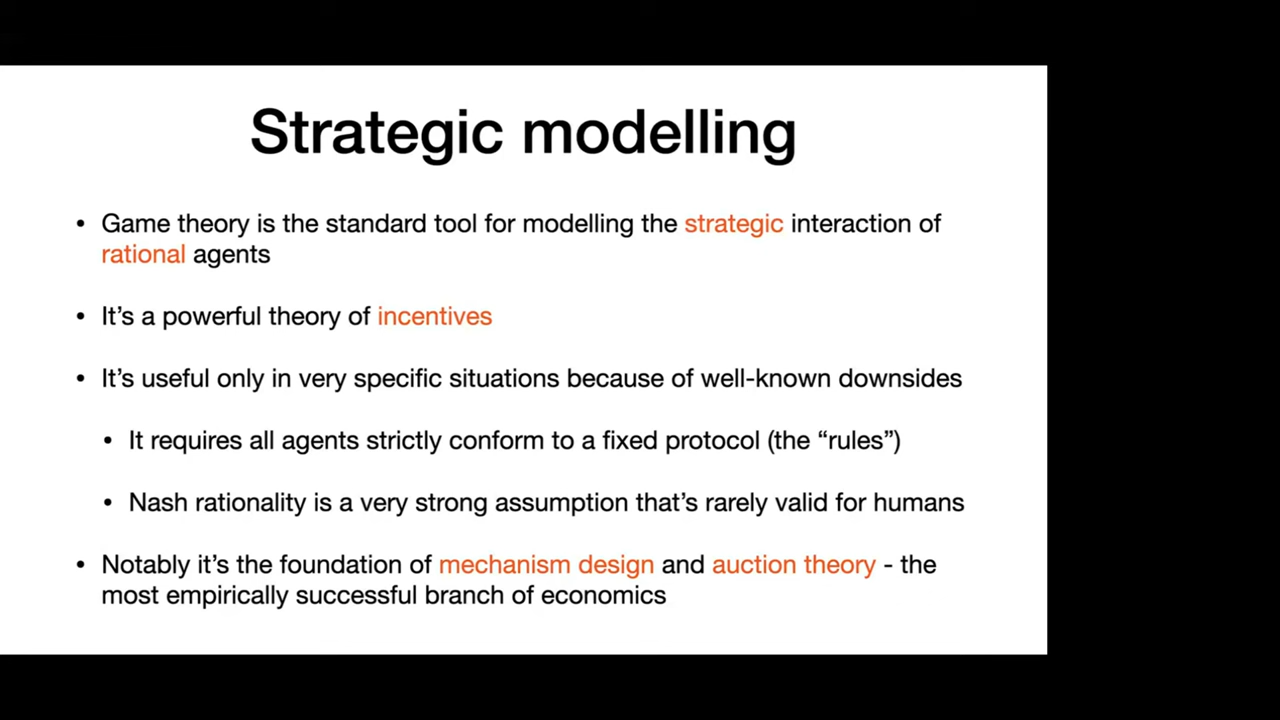 Strategic modelling
• Game theory is the standard tool for modelling the strategic interaction of
rational agents
• It’s a powerful theory of incentives
• It’s useful only in very specific situations because of well-known downsides
• It requires all agents strictly conform to a fixed protocol (the “rules”)
• Nash rationality is a very strong assumption that’s rarely valid for humans
• Notably it’s the foundation of mechanism design and auction theory - the
most empirically successful branch of economics